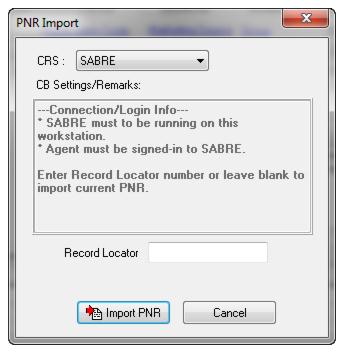 PNR Import
CRS : SABRE
CB Settings/Remarks:
---Connection/Login Info---
* SABRE must to be running on this
workstation.
* Agent must be signed-in to SABRE.
Enter Record Locator number or leave blank to
import current PNR.
Record Locator
Import PNR Cancel